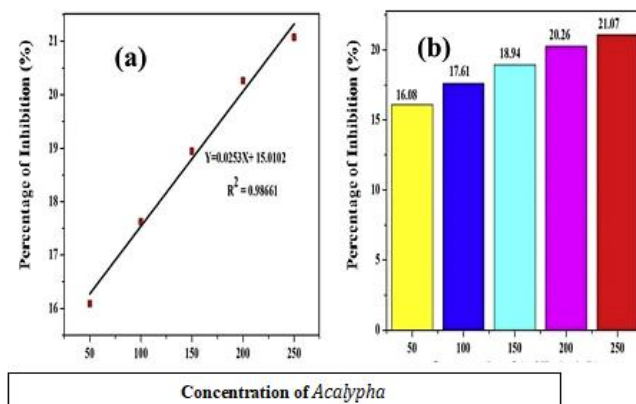 (a)
Percentage of Inhibition (%)
21
20
19
18
17
16
Y=0.0253X+ 15.0102
R² = 0.98661
50 100 150 200 250
(b)
Percentage of Inhibition (%)
20
15
10
5
0
16.08
17.61
18.94
20.26
21.07
50 100 150 200 250
Concentration of Acalypha